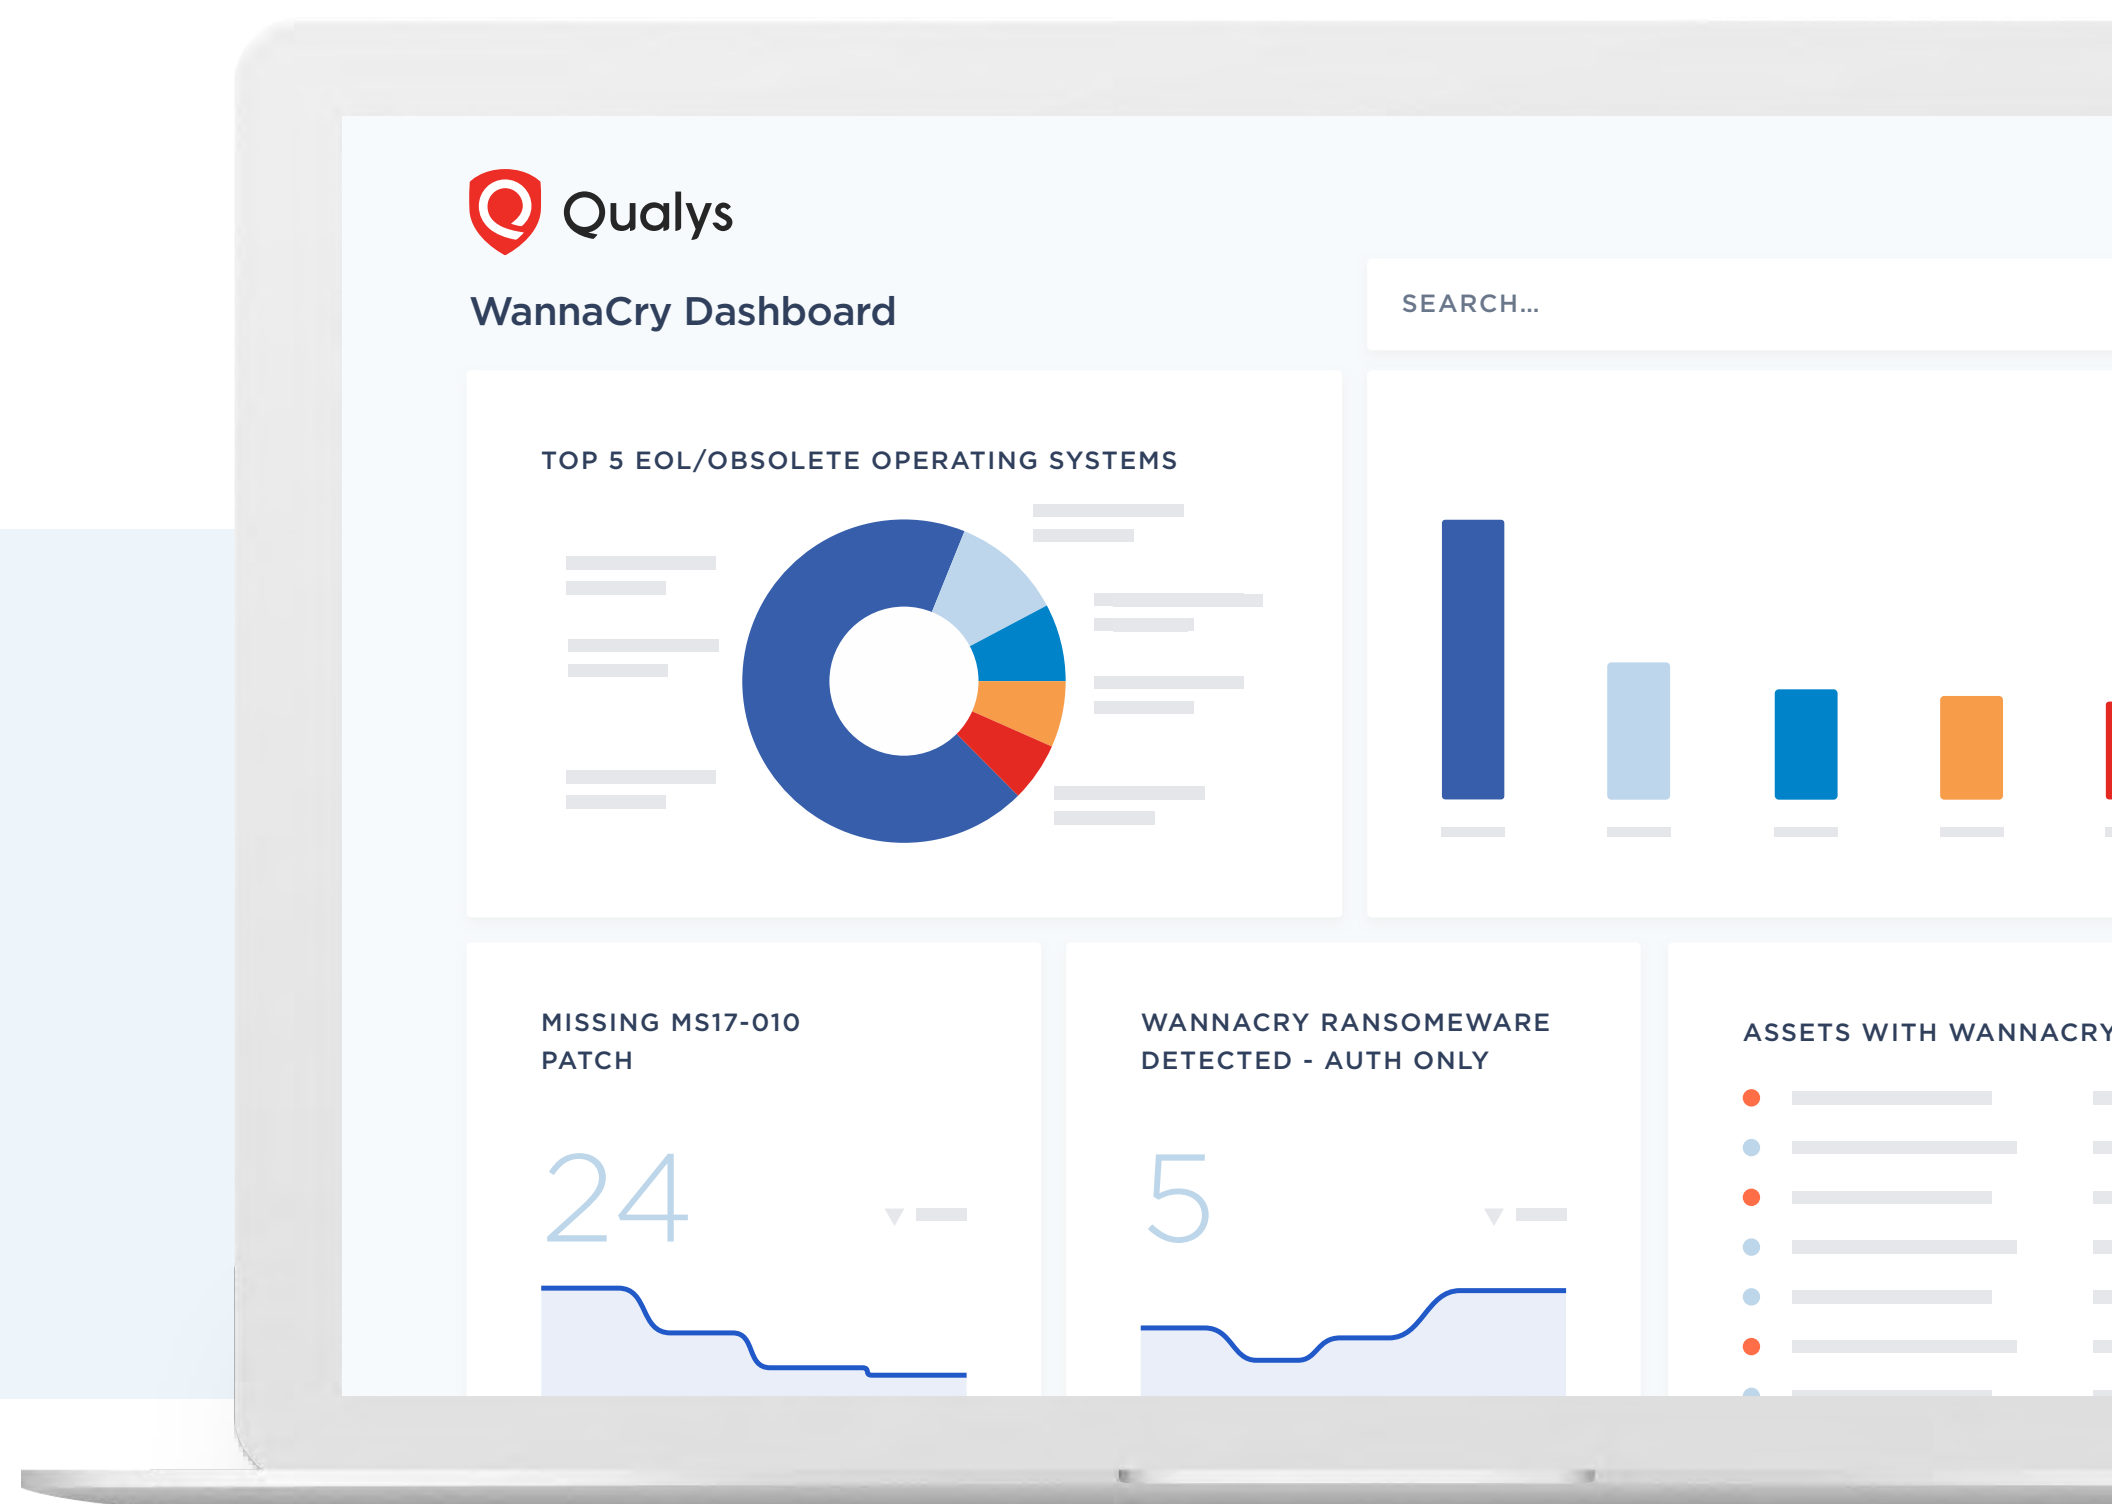 Qualys
WannaCry Dashboard
SEARCH...
TOP 5 EOL/OBSOLETE OPERATING SYSTEMS
MISSING MS17-010
PATCH
24
WANNACRY RANSOMEWARE
DETECTED - AUTH ONLY
5
ASSETS WITH WANNACRY